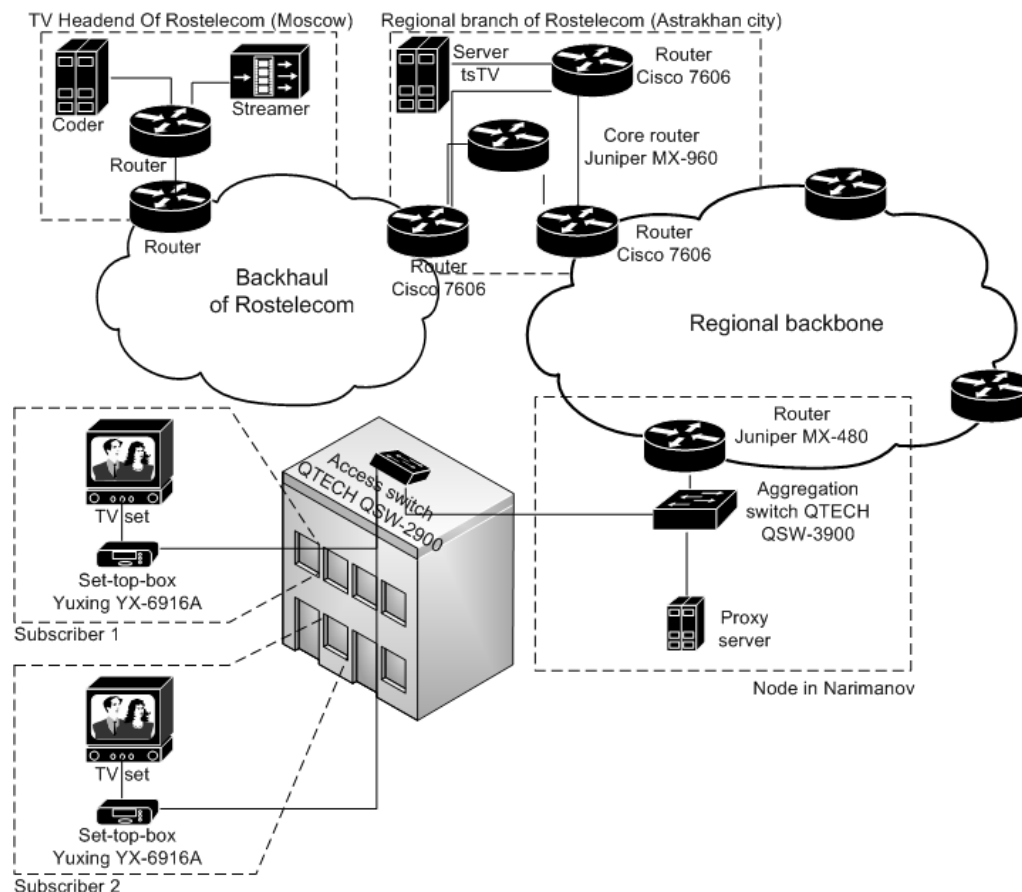 TV Headend Of Rostelecom (Moscow)
Coder
Streamer
Router
Router
Regional branch of Rostelecom (Astrakhan city)
Server
tsTV
Router
Cisco 7606
Core router
Juniper MX-960
Router
Cisco 7606
Router
Cisco 7606
Backhaul
of Rostelecom
Regional backbone
Router
Juniper MX-480
Aggregation
switch QTECH
QSW-3900
Proxy
server
Node in Narimanov
Access switch
QTECH QSW-2900
TV set
Set-top-box
Yuxing YX-6916A
Subscriber 1
TV set
Set-top-box
Yuxing YX-6916A
Subscriber 2